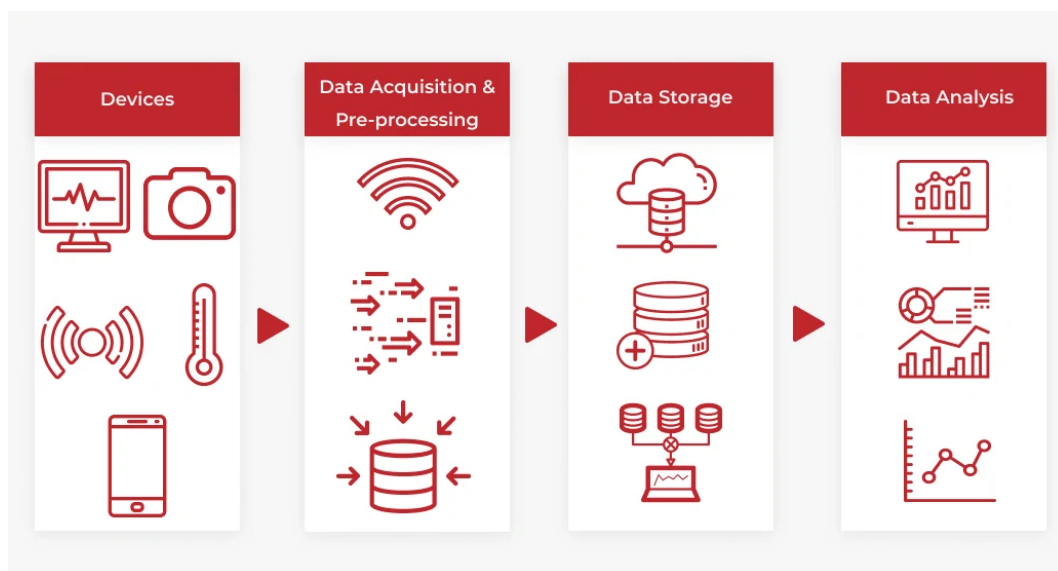 Devices
Data Acquisition &
Pre-processing
Data Storage
Data Analysis